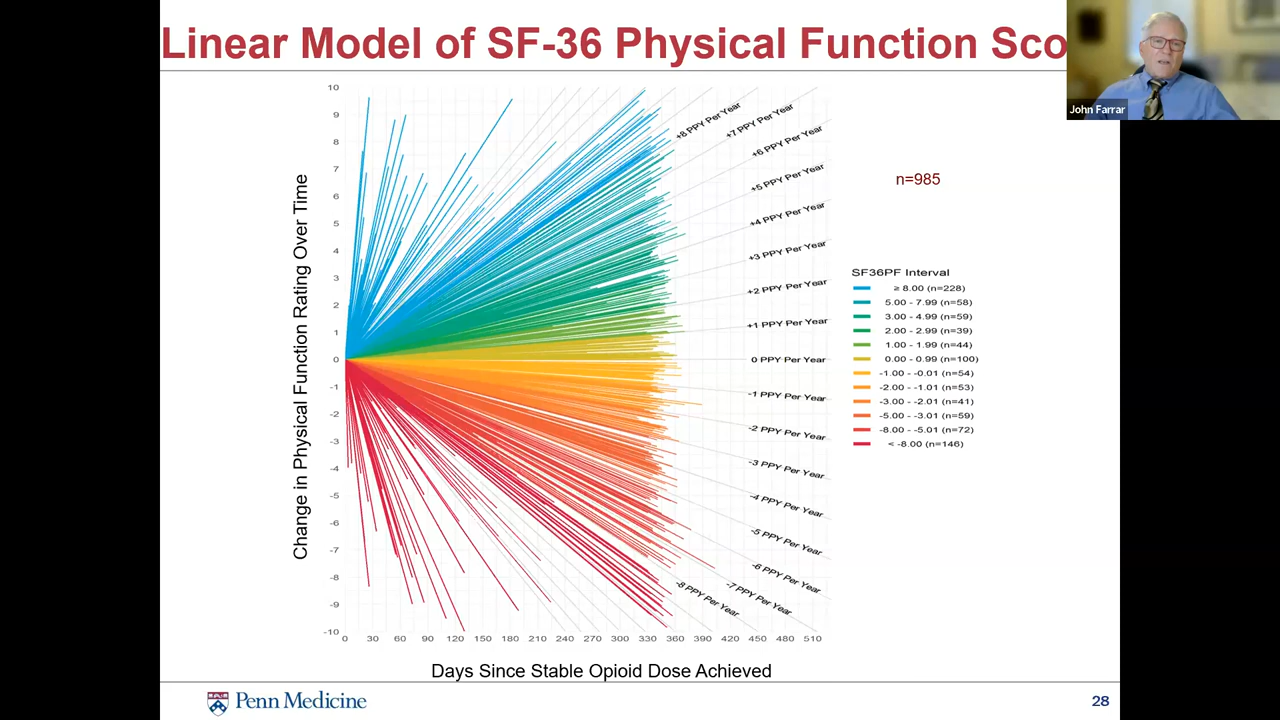 Linear Model of SF-36 Physical Function Sco
John Farrar
n=985
Change in Physical Function Rating Over Time
10
9
8
7
6
5
4
3
2
1
0
-1
-2
-3
-4
-5
-6
-7
-8
-9
-10
+8 PPY Per Year
+7 PPY Per Year
+6 PPY Per Year
+5 PPY Per Year
+4 PPY Per Year
+3 PPY Per Year
+2 PPY Per Year
+1 PPY Per Year
0 PPY Per Year
-1 PPY Per Year
-2 PPY Per Year
-3 PPY Per Year
-4 PPY Per Year
-5 PPY Per Year
-6 PPY Per Year
-7 PPY Per Year
-8 PPY Per Year
SF36PF Interval
≥ 8.00 (n=228)
5.00 - 7.99 (n=58)
3.00 - 4.99 (n=59)
2.00 - 2.99 (n=39)
1.00 - 1.99 (n=44)
0.00 - 0.99 (n=100)
-1.00 - -0.01 (n=54)
-2.00 - -1.01 (n=53)
-3.00 - -2.01 (n=41)
-5.00 - -3.01 (n=59)
-8.00 - -5.01 (n=72)
< -8.00 (n=146)
0 30 60 90 120 150 180 210 240 270 300 330 360 390 420 450 480 510
Days Since Stable Opioid Dose Achieved
Penn Medicine
28